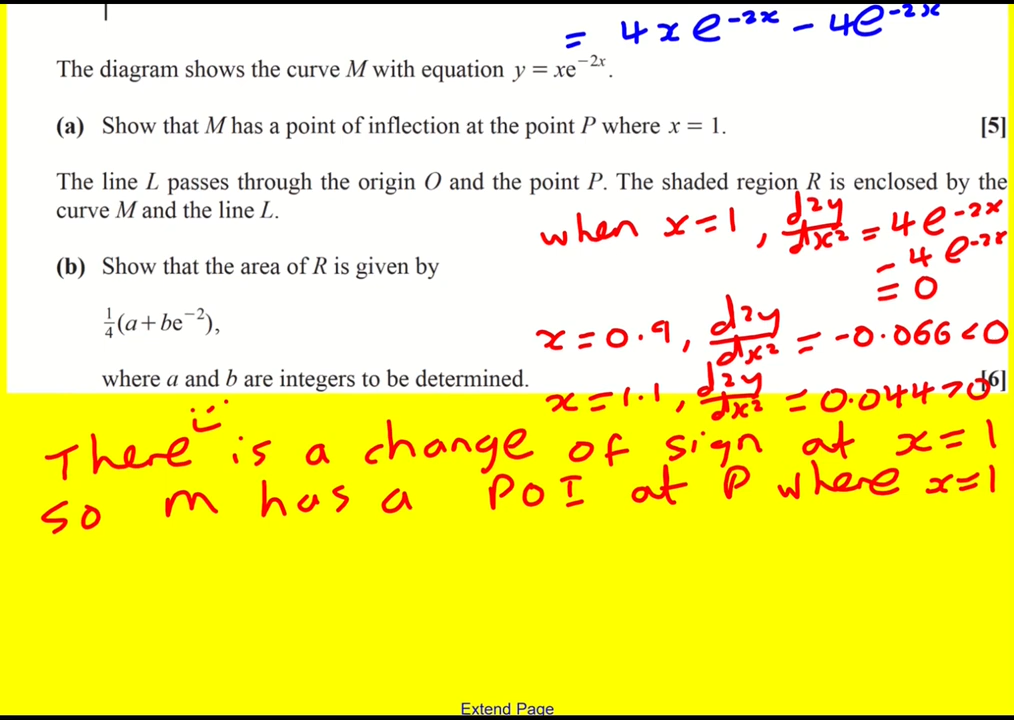 = 4xe^-2x - 4e^-2x
The diagram shows the curve M with equation y = xe^−2x.
(a) Show that M has a point of inflection at the point P where x = 1. [5]
The line L passes through the origin O and the point P. The shaded region R is enclosed by the
curve M and the line L.
when x=1, d2y/dx2 = 4e^-2x
- 4e^-2x
= 0
(b) Show that the area of R is given by
1/4(a+be^−2),
x=0.9, d2y/dx2 = -0.066<0
where a and b are integers to be determined. [6]
x=1.1, d2y/dx2 = 0.044>0
There is a change of sign at x=1
so m has a POI at P where x=1
Extend Page